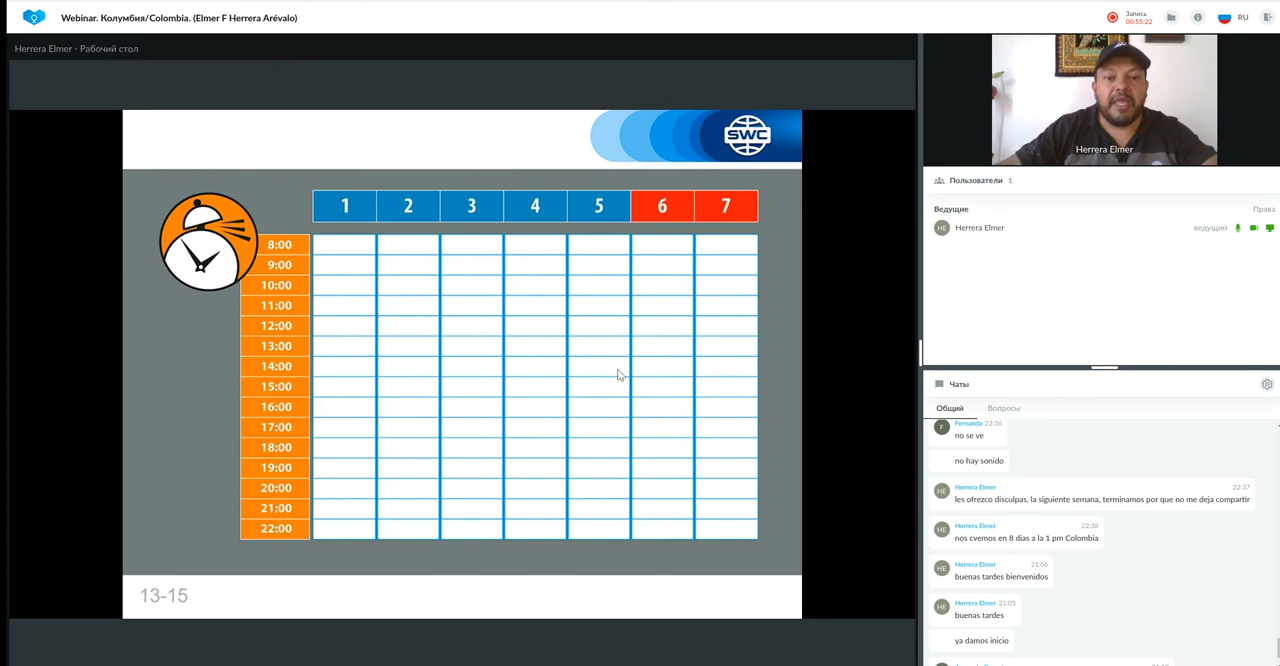 Webinar. Колумбия/Colombia. (Elmer F Herrera Arévalo)
Запись
00:55:22
RU
Herrera Elmer - Рабочий стол
SWC
1 2 3 4 5 6 7
8:00
9:00
10:00
11:00
12:00
13:00
14:00
15:00
16:00
17:00
18:00
19:00
20:00
21:00
22:00
13-15
Herrera Elmer
Пользователи 1
Ведущие Права
HE Herrera Elmer ведущий
Чаты
Общий Вопросы
F Fernanda 22:36
no se ve
no hay sonido
HE Herrera Elmer 22:37
les ofrezco disculpas, la siguiente semana, terminamos por que no me deja compartir
HE Herrera Elmer 22:38
nos cvemos en 8 dias a la 1 pm Colombia
HE Herrera Elmer 21:06
buenas tardes bienvenidos
HE Herrera Elmer 21:05
buenas tardes
ya damos inicio